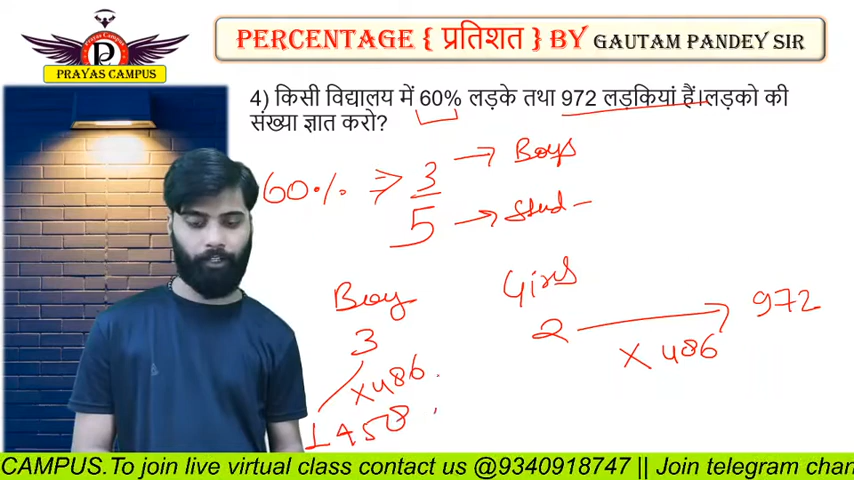 PERCENTAGE { प्रतिशत } BY GAUTAM PANDEY SIR
Prayas Campus
PRAYAS CAMPUS
4) किसी विद्यालय में 60% लड़के तथा 972 लड़कियां हैं।लड़को की
संख्या ज्ञात करो?
60% ⇒ 3/5
→ Boys
→ Stud
Boy
Girls
3
2 → 972
×486
×486
1458
CAMPUS.To join live virtual class contact us @9340918747 || Join telegram chan